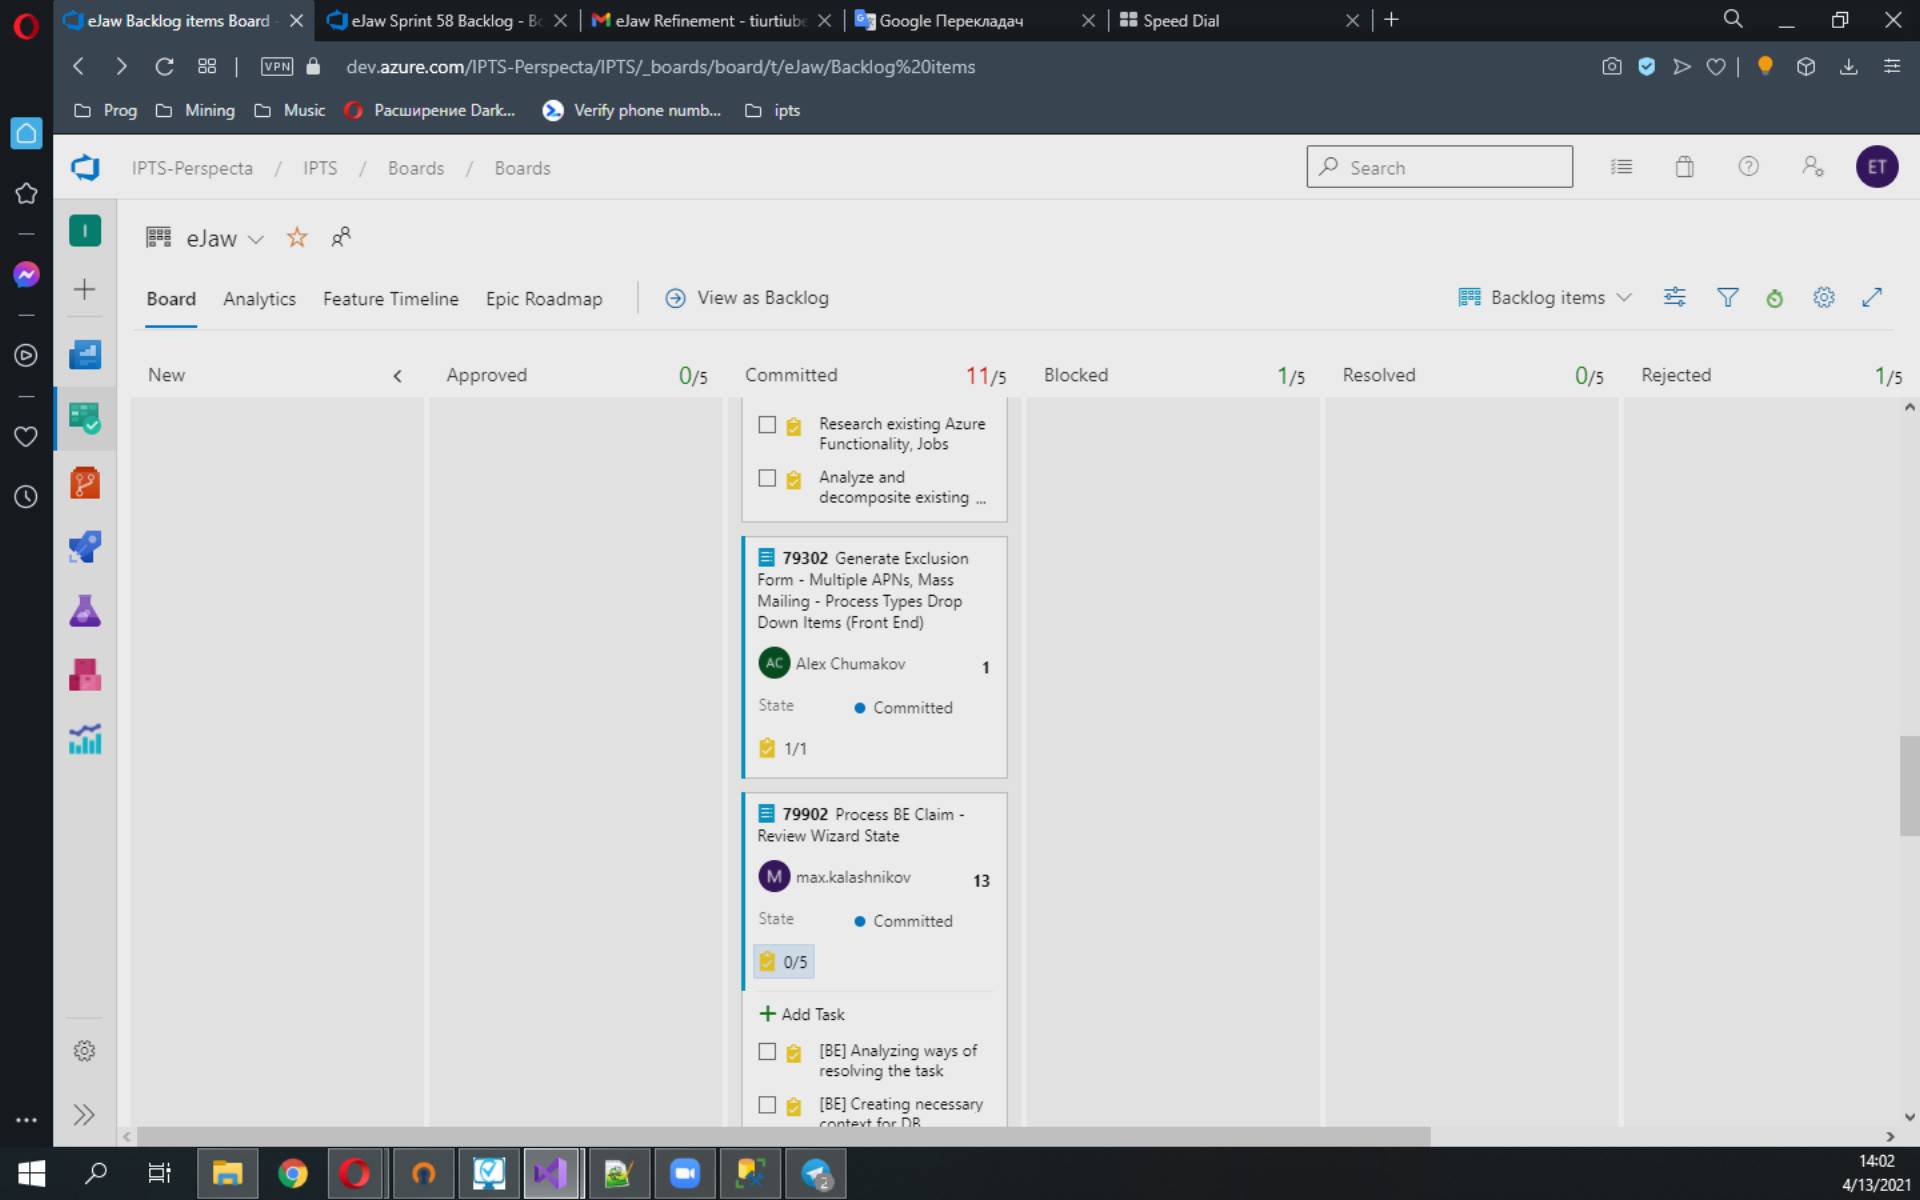 eJaw Backlog items Board -
eJaw Sprint 58 Backlog - Bo
eJaw Refinement - tiurtiube
Google Перекладач
Speed Dial
VPN
dev.azure.com/IPTS-Perspecta/IPTS/_boards/board/t/eJaw/Backlog%20items
Prog
Mining
Music
Расширение Dark...
Verify phone numb...
ipts
IPTS-Perspecta / IPTS / Boards / Boards
Search
ET
I
eJaw
Board
Analytics
Feature Timeline
Epic Roadmap
View as Backlog
Backlog items
New
Approved
0/5
Committed
11/5
Blocked
1/5
Resolved
0/5
Rejected
1/5
Research existing Azure
Functionality, Jobs
Analyze and
decomposite existing ...
79302 Generate Exclusion
Form - Multiple APNs, Mass
Mailing - Process Types Drop
Down Items (Front End)
AC Alex Chumakov 1
State Committed
1/1
79902 Process BE Claim -
Review Wizard State
M max.kalashnikov 13
State Committed
0/5
+ Add Task
[BE] Analyzing ways of
resolving the task
[BE] Creating necessary
context for DB
2
14:02
4/13/2021